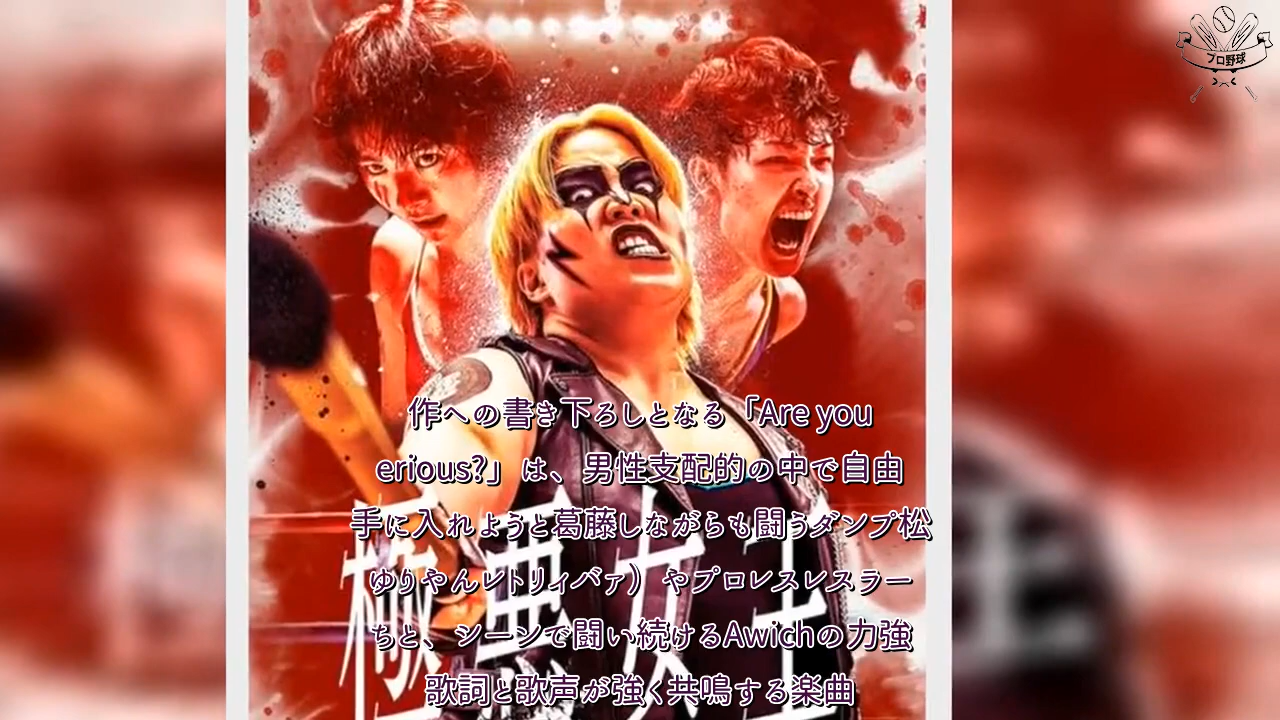 プロ野球
作への書き下ろしとなる「Are you
erious?」は、男性支配的の中で自由
手に入れようと葛藤しながらも闘うダンプ松
ゆりやんレトリィバァ）やプロレスレスラー
ちと、シーンで闘い続けるAwichの力強
歌詞と歌声が強く共鳴する楽曲
極悪女王